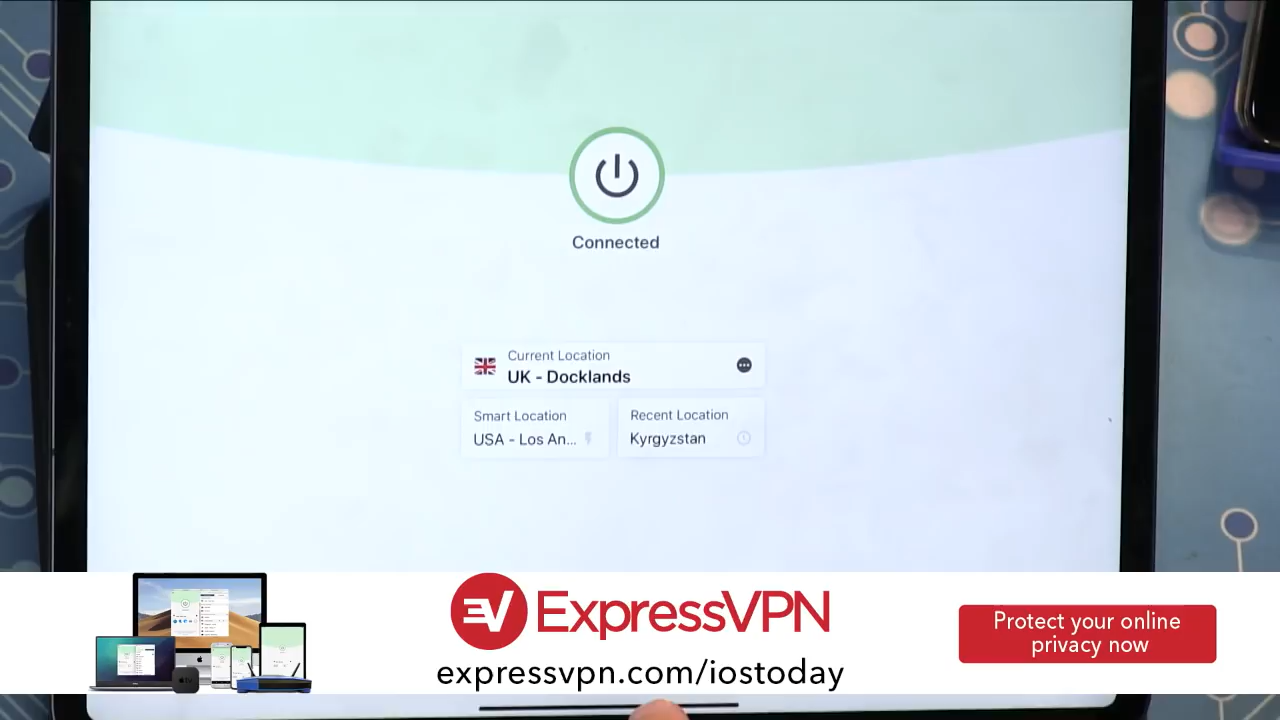 Connected
Current Location
UK - Docklands
Smart Location
USA - Los An...
Recent Location
Kyrgyzstan
EV ExpressVPN
expressvpn.com/iostoday
Protect your online
privacy now